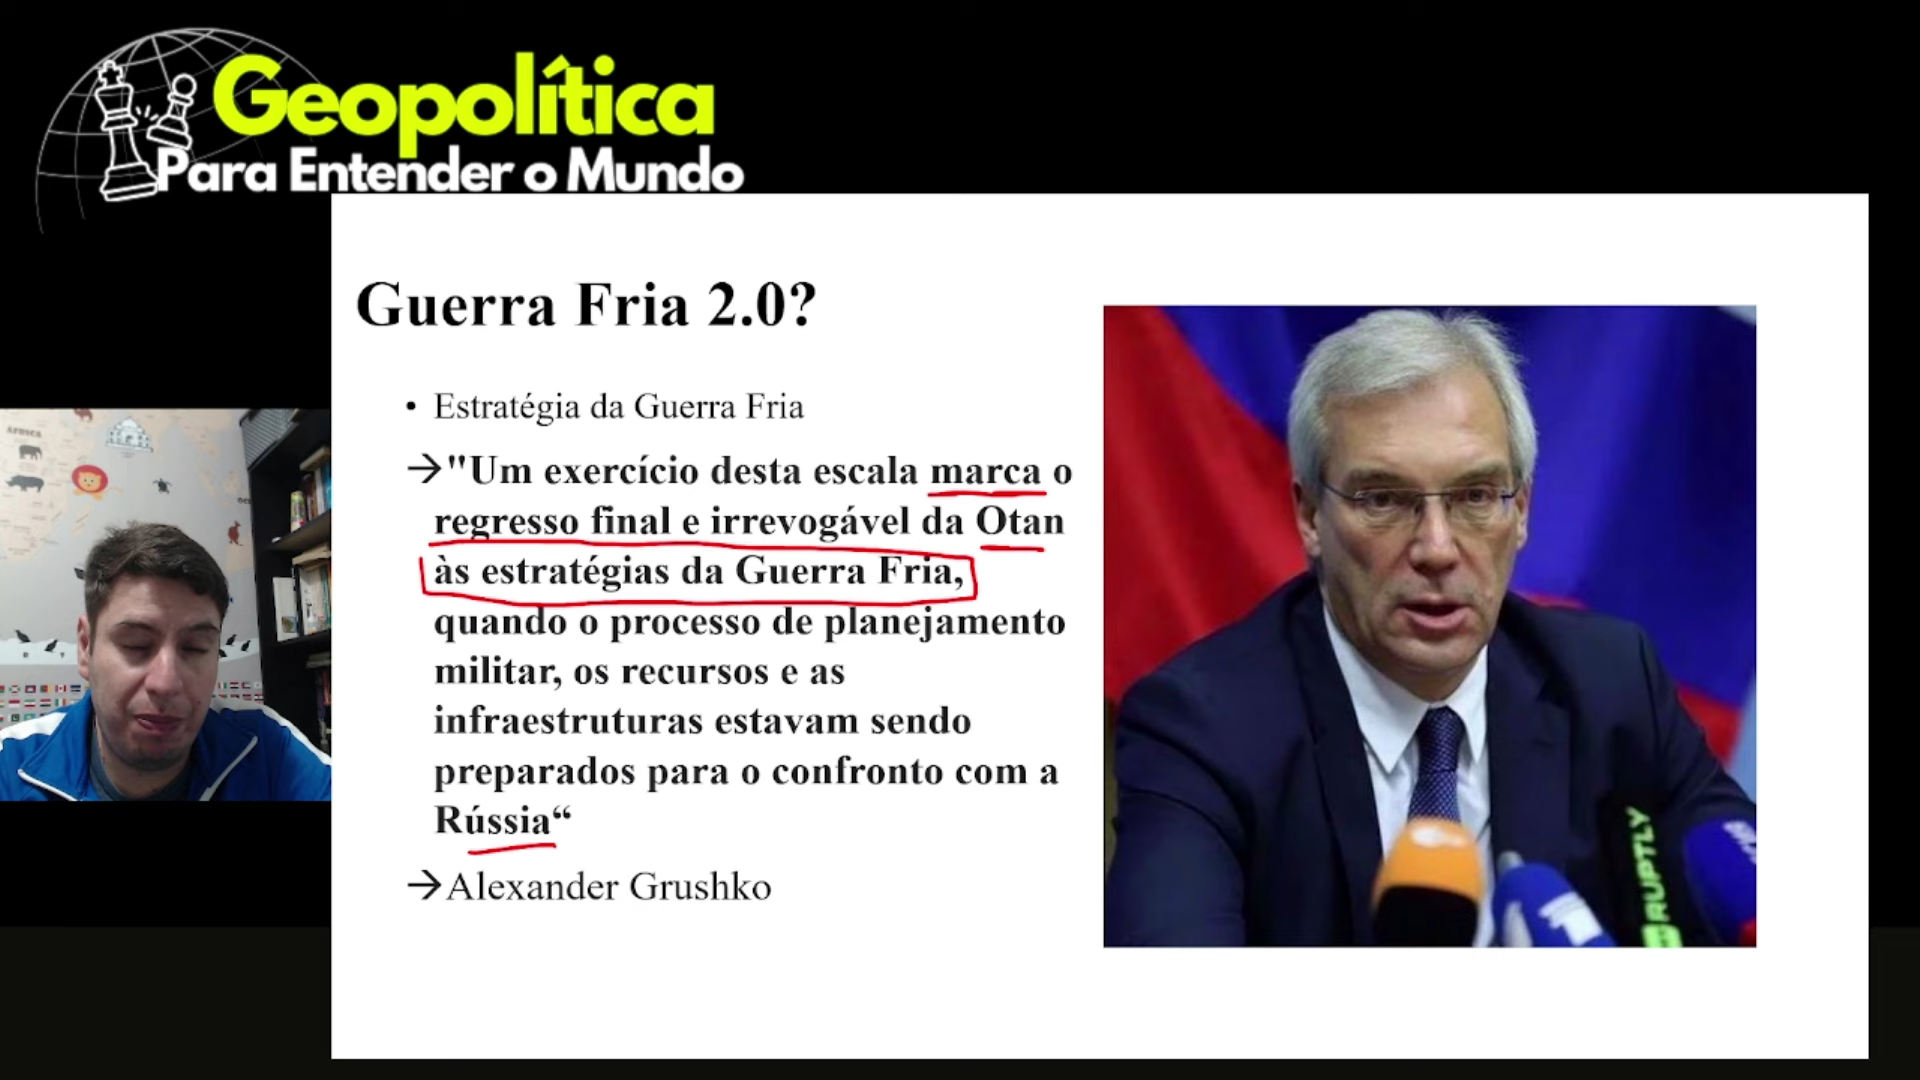 Geopolítica
Para Entender o Mundo
Guerra Fria 2.0?
• Estratégia da Guerra Fria
→"Um exercício desta escala marca o
regresso final e irrevogável da Otan
às estratégias da Guerra Fria,
quando o processo de planejamento
militar, os recursos e as
infraestruturas estavam sendo
preparados para o confronto com a
Rússia“
→Alexander Grushko
ÁFRICA
RUPTLY
1